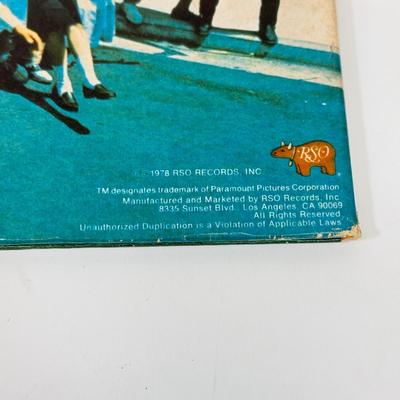 ℗ © 1978 RSO RECORDS, INC.
RSO
TM designates trademark of Paramount Pictures Corporation
Manufactured and Marketed by RSO Records, Inc.
8335 Sunset Blvd. Los Angeles, CA 90069
All Rights Reserved.
Unauthorized Duplication is a Violation of Applicable Laws.